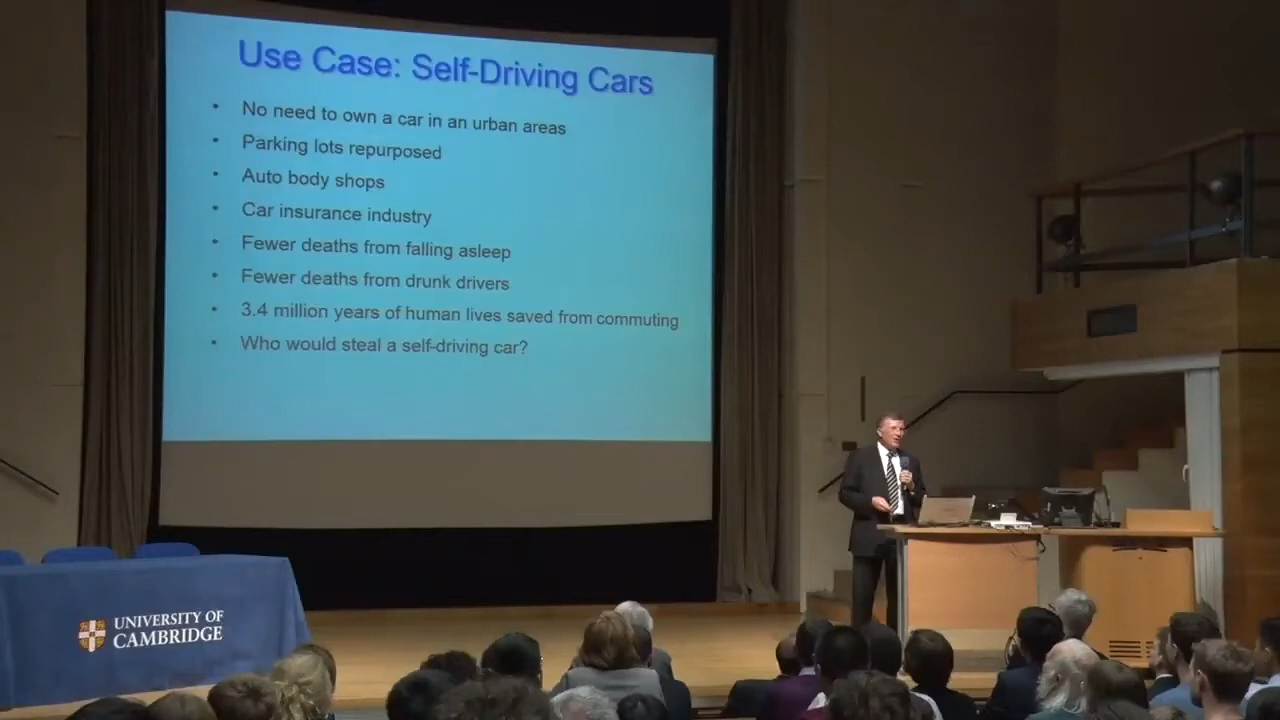 Use Case: Self-Driving Cars
• No need to own a car in an urban areas
• Parking lots repurposed
• Auto body shops
• Car insurance industry
• Fewer deaths from falling asleep
• Fewer deaths from drunk drivers
• 3.4 million years of human lives saved from commuting
• Who would steal a self-driving car?
UNIVERSITY OF
CAMBRIDGE